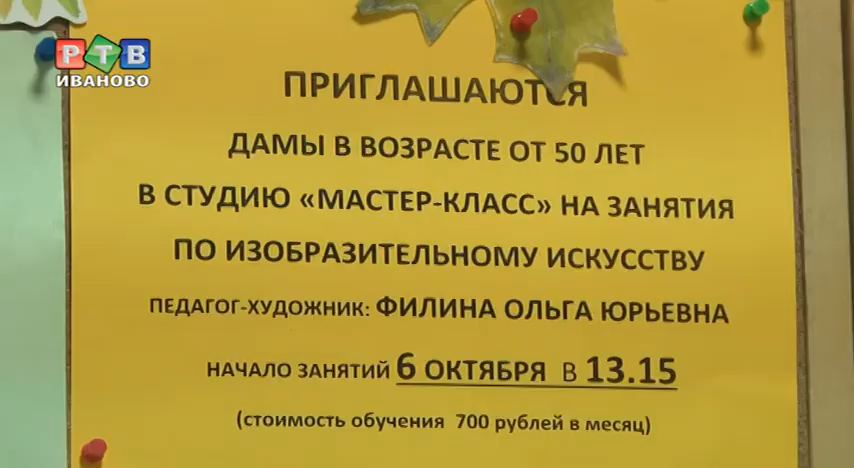 РТВ
ИВАНОВО
ПРИГЛАШАЮТСЯ
ДАМЫ В ВОЗРАСТЕ ОТ 50 ЛЕТ
В СТУДИЮ «МАСТЕР-КЛАСС» НА ЗАНЯТИЯ
ПО ИЗОБРАЗИТЕЛЬНОМУ ИСКУССТВУ
ПЕДАГОГ-ХУДОЖНИК: ФИЛИНА ОЛЬГА ЮРЬЕВНА
НАЧАЛО ЗАНЯТИЙ 6 ОКТЯБРЯ В 13.15
(стоимость обучения 700 рублей в месяц)